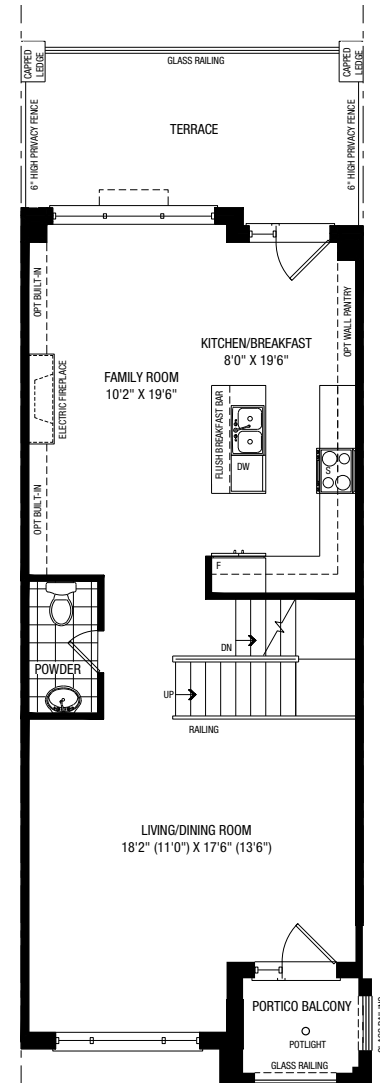 CAPPED
LEDGE
GLASS RAILING
CAPPED
LEDGE
TERRACE
6" HIGH PRIVACY FENCE
6" HIGH PRIVACY FENCE
OPT BUILT-IN
OPT WALL PANTRY
KITCHEN/BREAKFAST
8'0" X 19'6"
FAMILY ROOM
10'2" X 19'6"
ELECTRIC FIREPLACE
FLUSH BREAKFAST BAR
DW
S
OPT BUILT-IN
F
DN
POWDER
UP
RAILING
LIVING/DINING ROOM
18'2" (11'0") X 17'6" (13'6")
PORTICO BALCONY
POTLIGHT
GLASS RAILING
GLASS RAILING